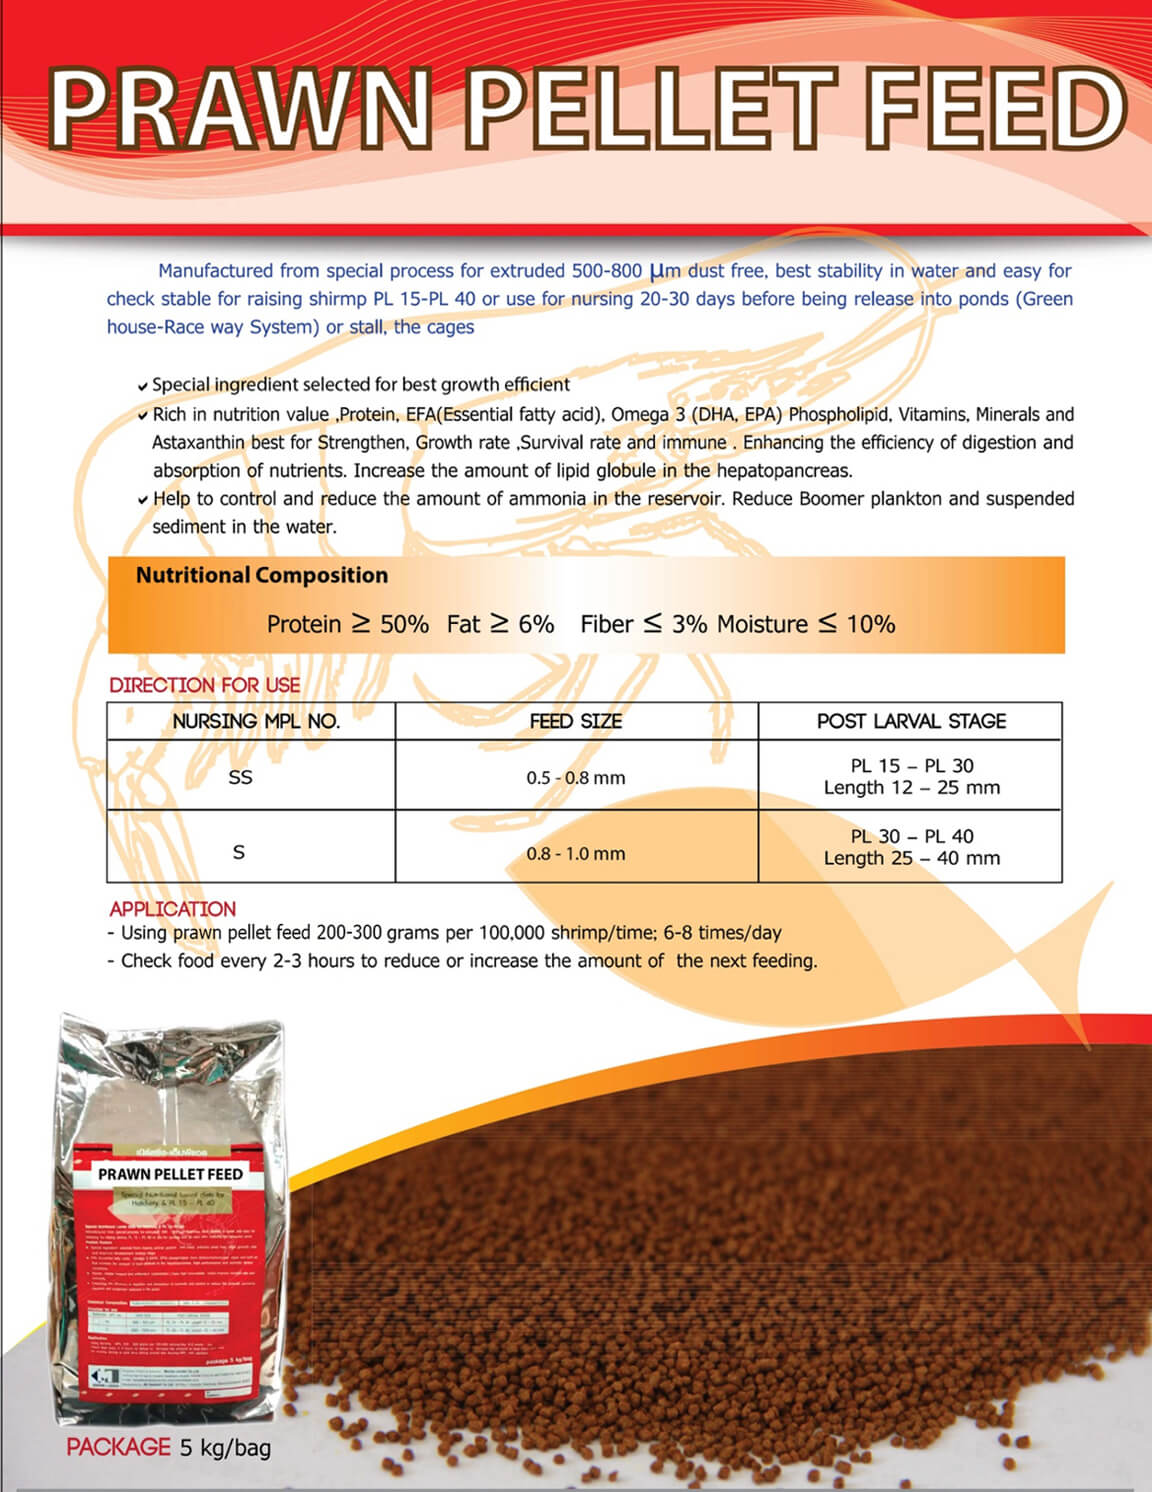 PRAWN PELLET FEED
Manufactured from special process for extruded 500-800 µm dust free, best stability in water and easy for
check stable for raising shirmp PL 15-PL 40 or use for nursing 20-30 days before being release into ponds (Green
house-Race way System) or stall, the cages
✓ Special ingredient selected for best growth efficient
✓ Rich in nutrition value ,Protein, EFA(Essential fatty acid), Omega 3 (DHA, EPA) Phospholipid, Vitamins, Minerals and
Astaxanthin best for Strengthen, Growth rate ,Survival rate and immune . Enhancing the efficiency of digestion and
absorption of nutrients. Increase the amount of lipid globule in the hepatopancreas.
✓ Help to control and reduce the amount of ammonia in the reservoir. Reduce Boomer plankton and suspended
sediment in the water.
Nutritional Composition
Protein ≥ 50% Fat ≥ 6% Fiber ≤ 3% Moisture ≤ 10%
DIRECTION FOR USE
NURSING MPL NO. FEED SIZE POST LARVAL STAGE
SS 0.5 - 0.8 mm PL 15 – PL 30
Length 12 – 25 mm
S 0.8 - 1.0 mm PL 30 – PL 40
Length 25 – 40 mm
APPLICATION
- Using prawn pellet feed 200-300 grams per 100,000 shrimp/time; 6-8 times/day
- Check food every 2-3 hours to reduce or increase the amount of the next feeding.
PRAWN PELLET FEED
package 5 kg/bag
PACKAGE 5 kg/bag